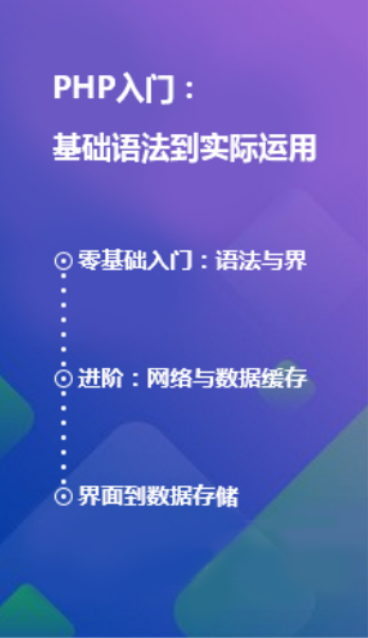 PHP入门：
基础语法到实际运用
零基础入门：语法与界
进阶：网络与数据缓存
界面到数据存储